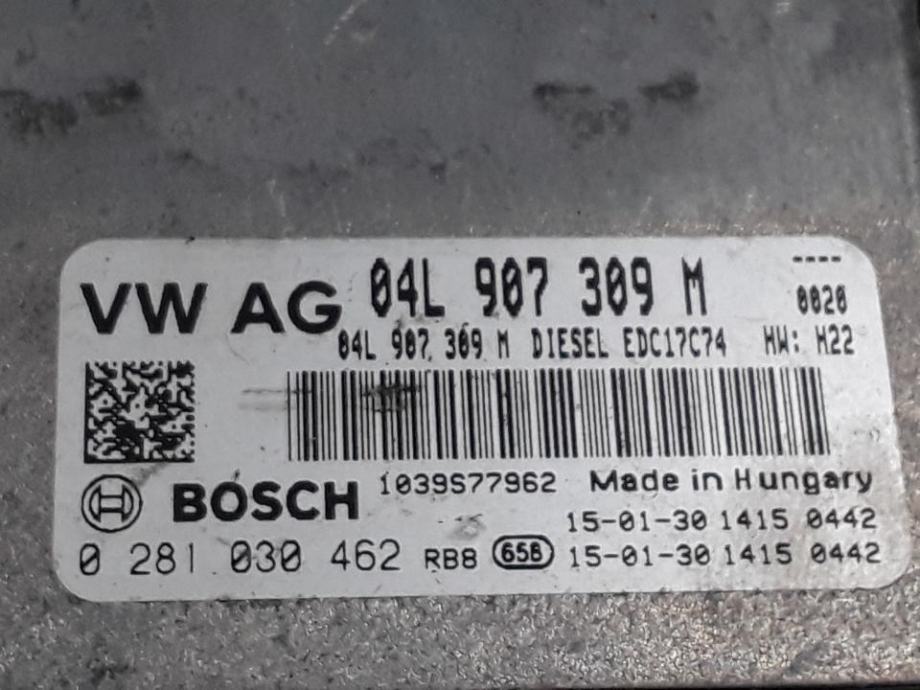 VW AG 04L 907 309 M ----
0020
04L 907 309 M DIESEL EDC17C74 HW: H22
BOSCH 1039S77962 Made in Hungary
15-01-30 1415 0442
0 281 030 462 RB8 65B 15-01-30 1415 0442